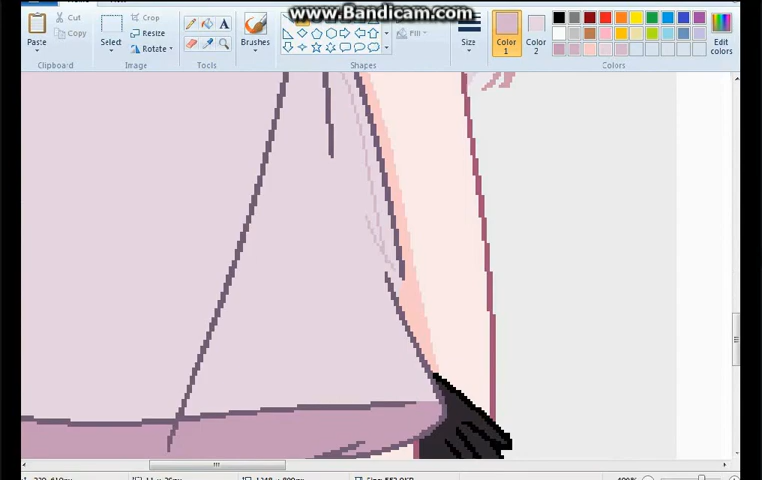 www.Bandicam.com
Cut
Crop
Paste
Copy
Select
Resize
Rotate
Brushes
Fill
Size
Color 1
Color 2
Edit colors
Clipboard
Image
Tools
Shapes
Colors